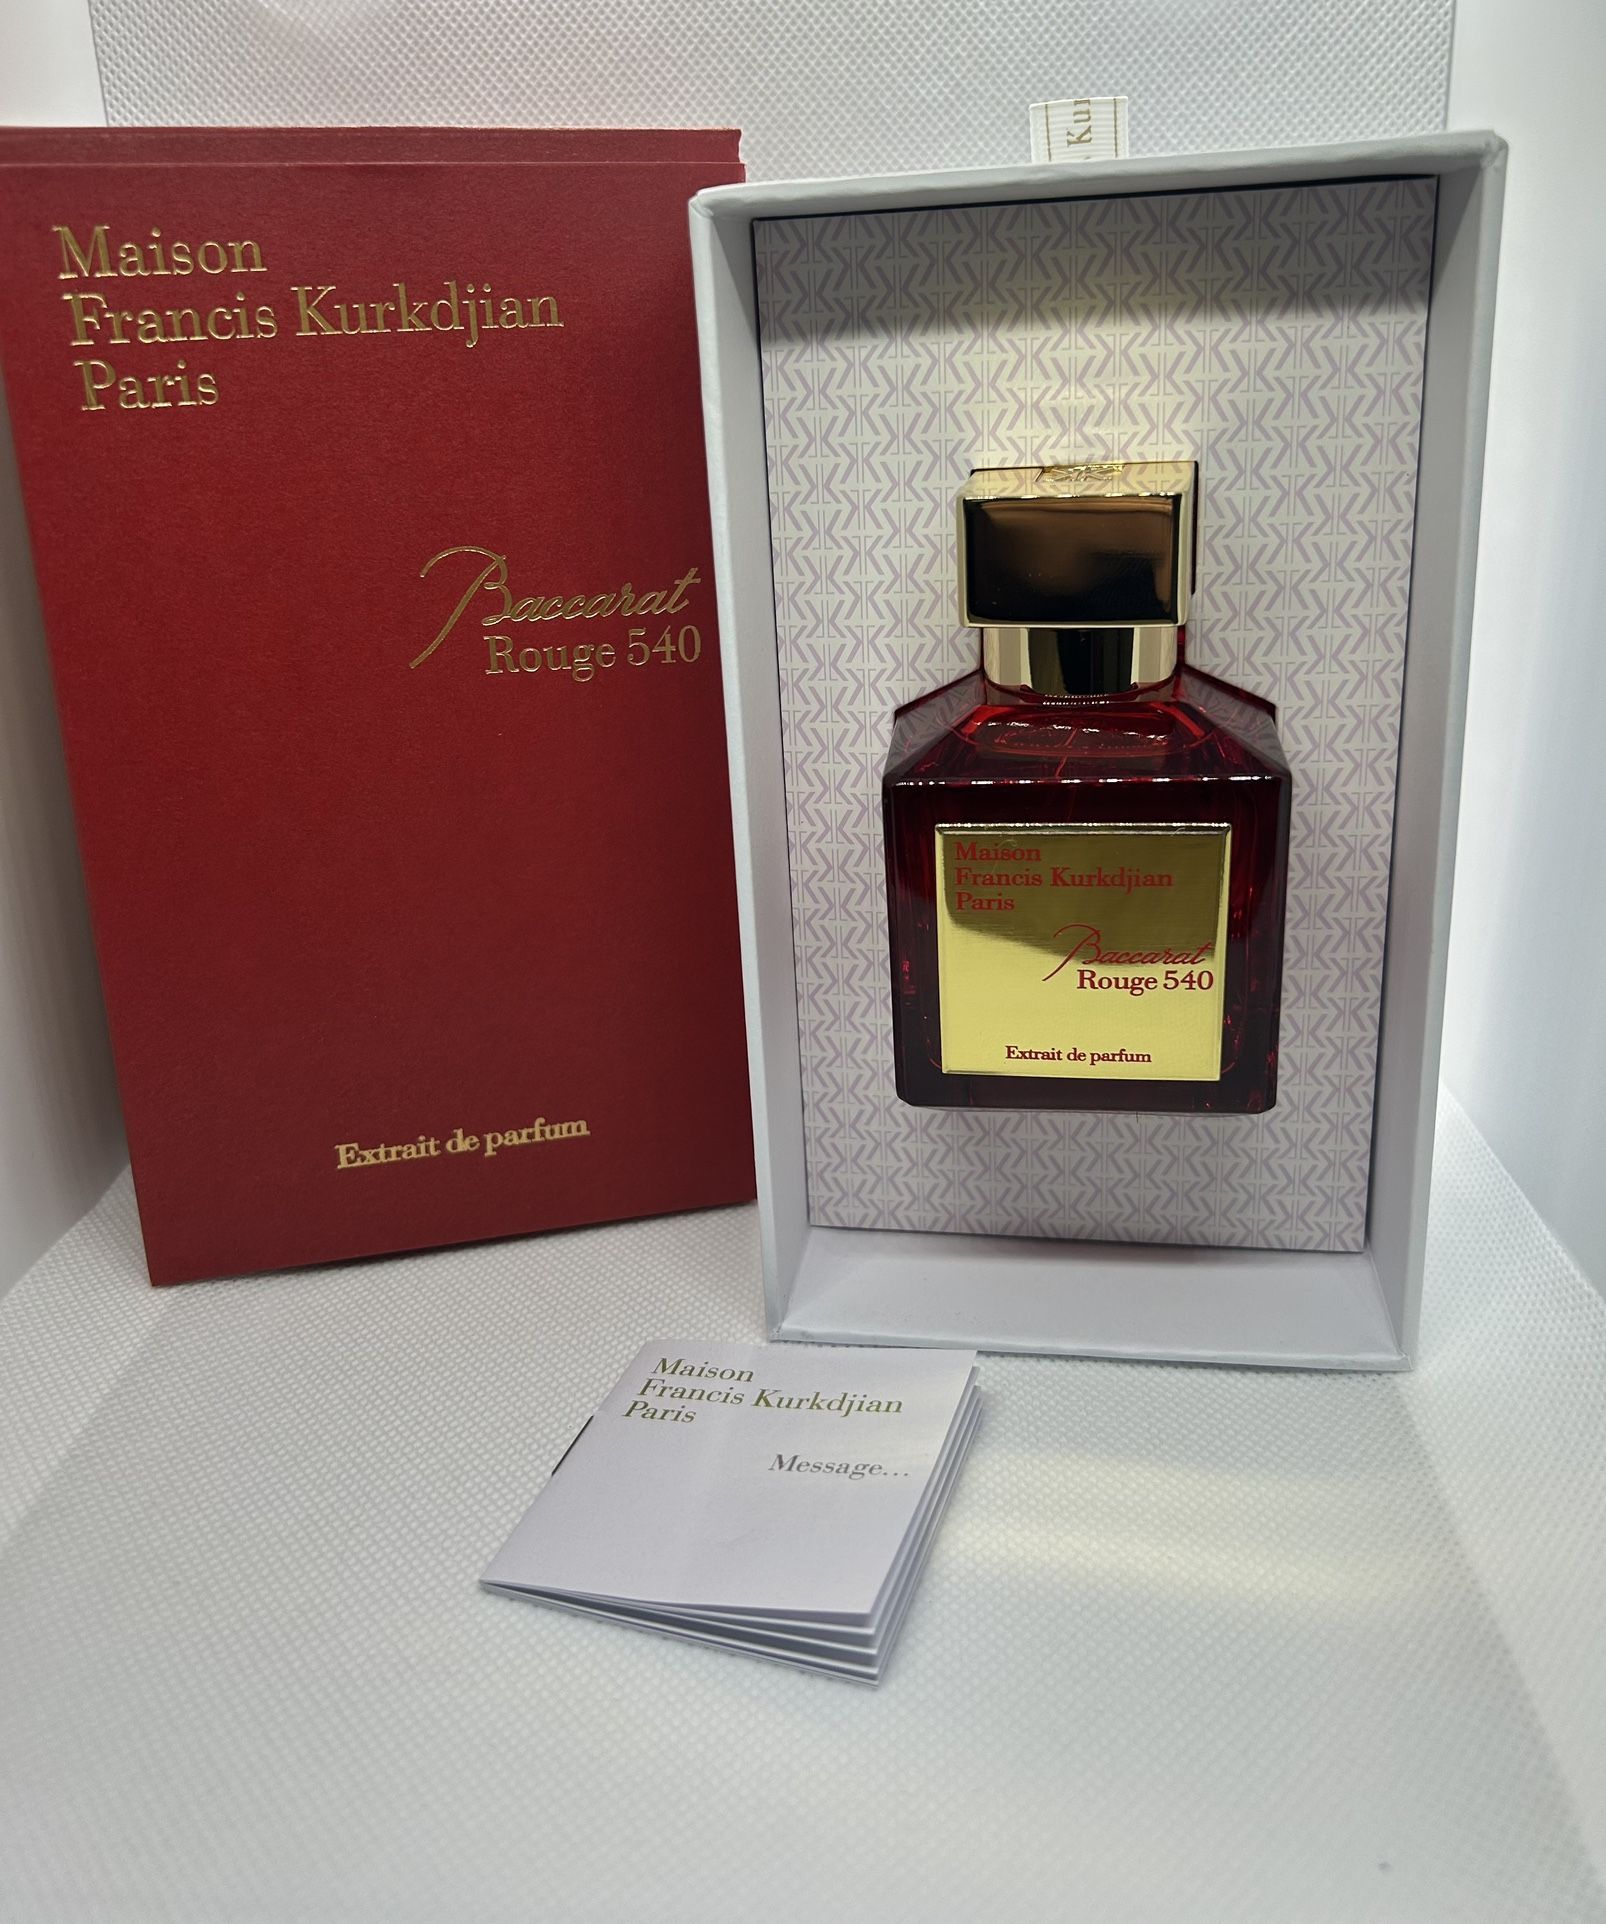 Maison
Francis Kurkdjian
Paris
Baccarat
Rouge 540
Extrait de parfum
Maison
Francis Kurkdjian
Paris
Baccarat
Rouge 540
Extrait de parfum
Maison
Francis Kurkdjian
Paris
Message...